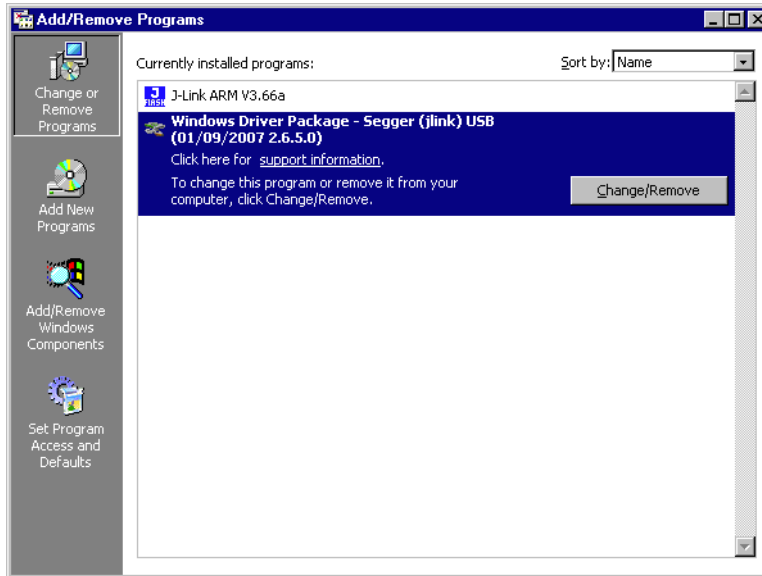 Add/Remove Programs
Change or
Remove
Programs
Add New
Programs
Add/Remove
Windows
Components
Set Program
Access and
Defaults
Currently installed programs:
Sort by: Name
J FLASH
J-Link ARM V3.66a
Windows Driver Package - Segger (jlink) USB
(01/09/2007 2.6.5.0)
Click here for support information.
To change this program or remove it from your
computer, click Change/Remove.
Change/Remove